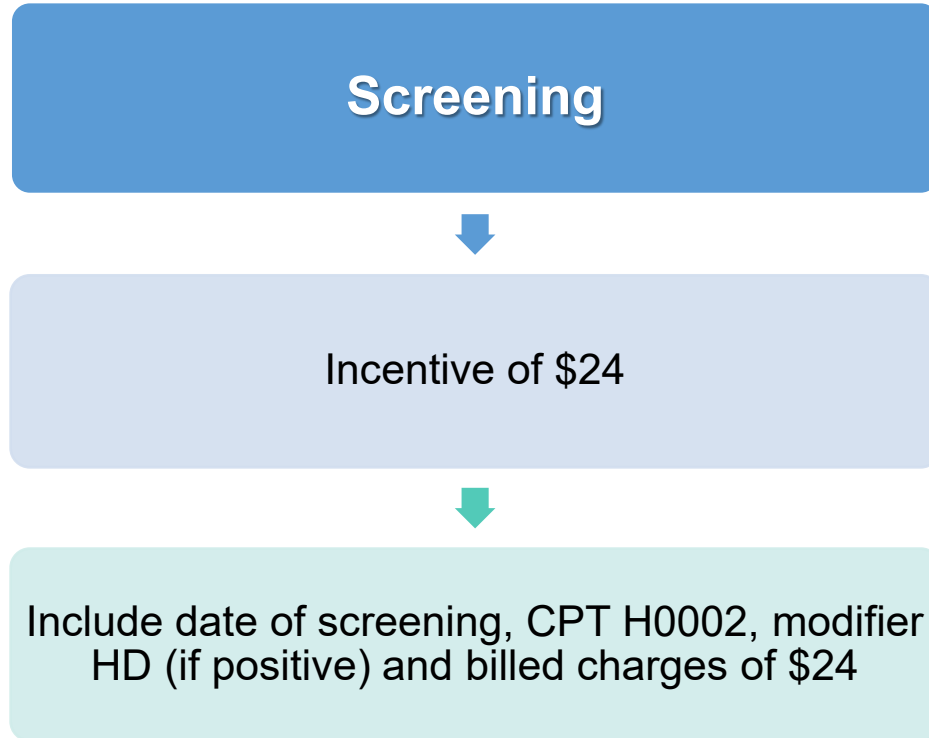 Screening
Incentive of $24
Include date of screening, CPT H0002, modifier
HD (if positive) and billed charges of $24